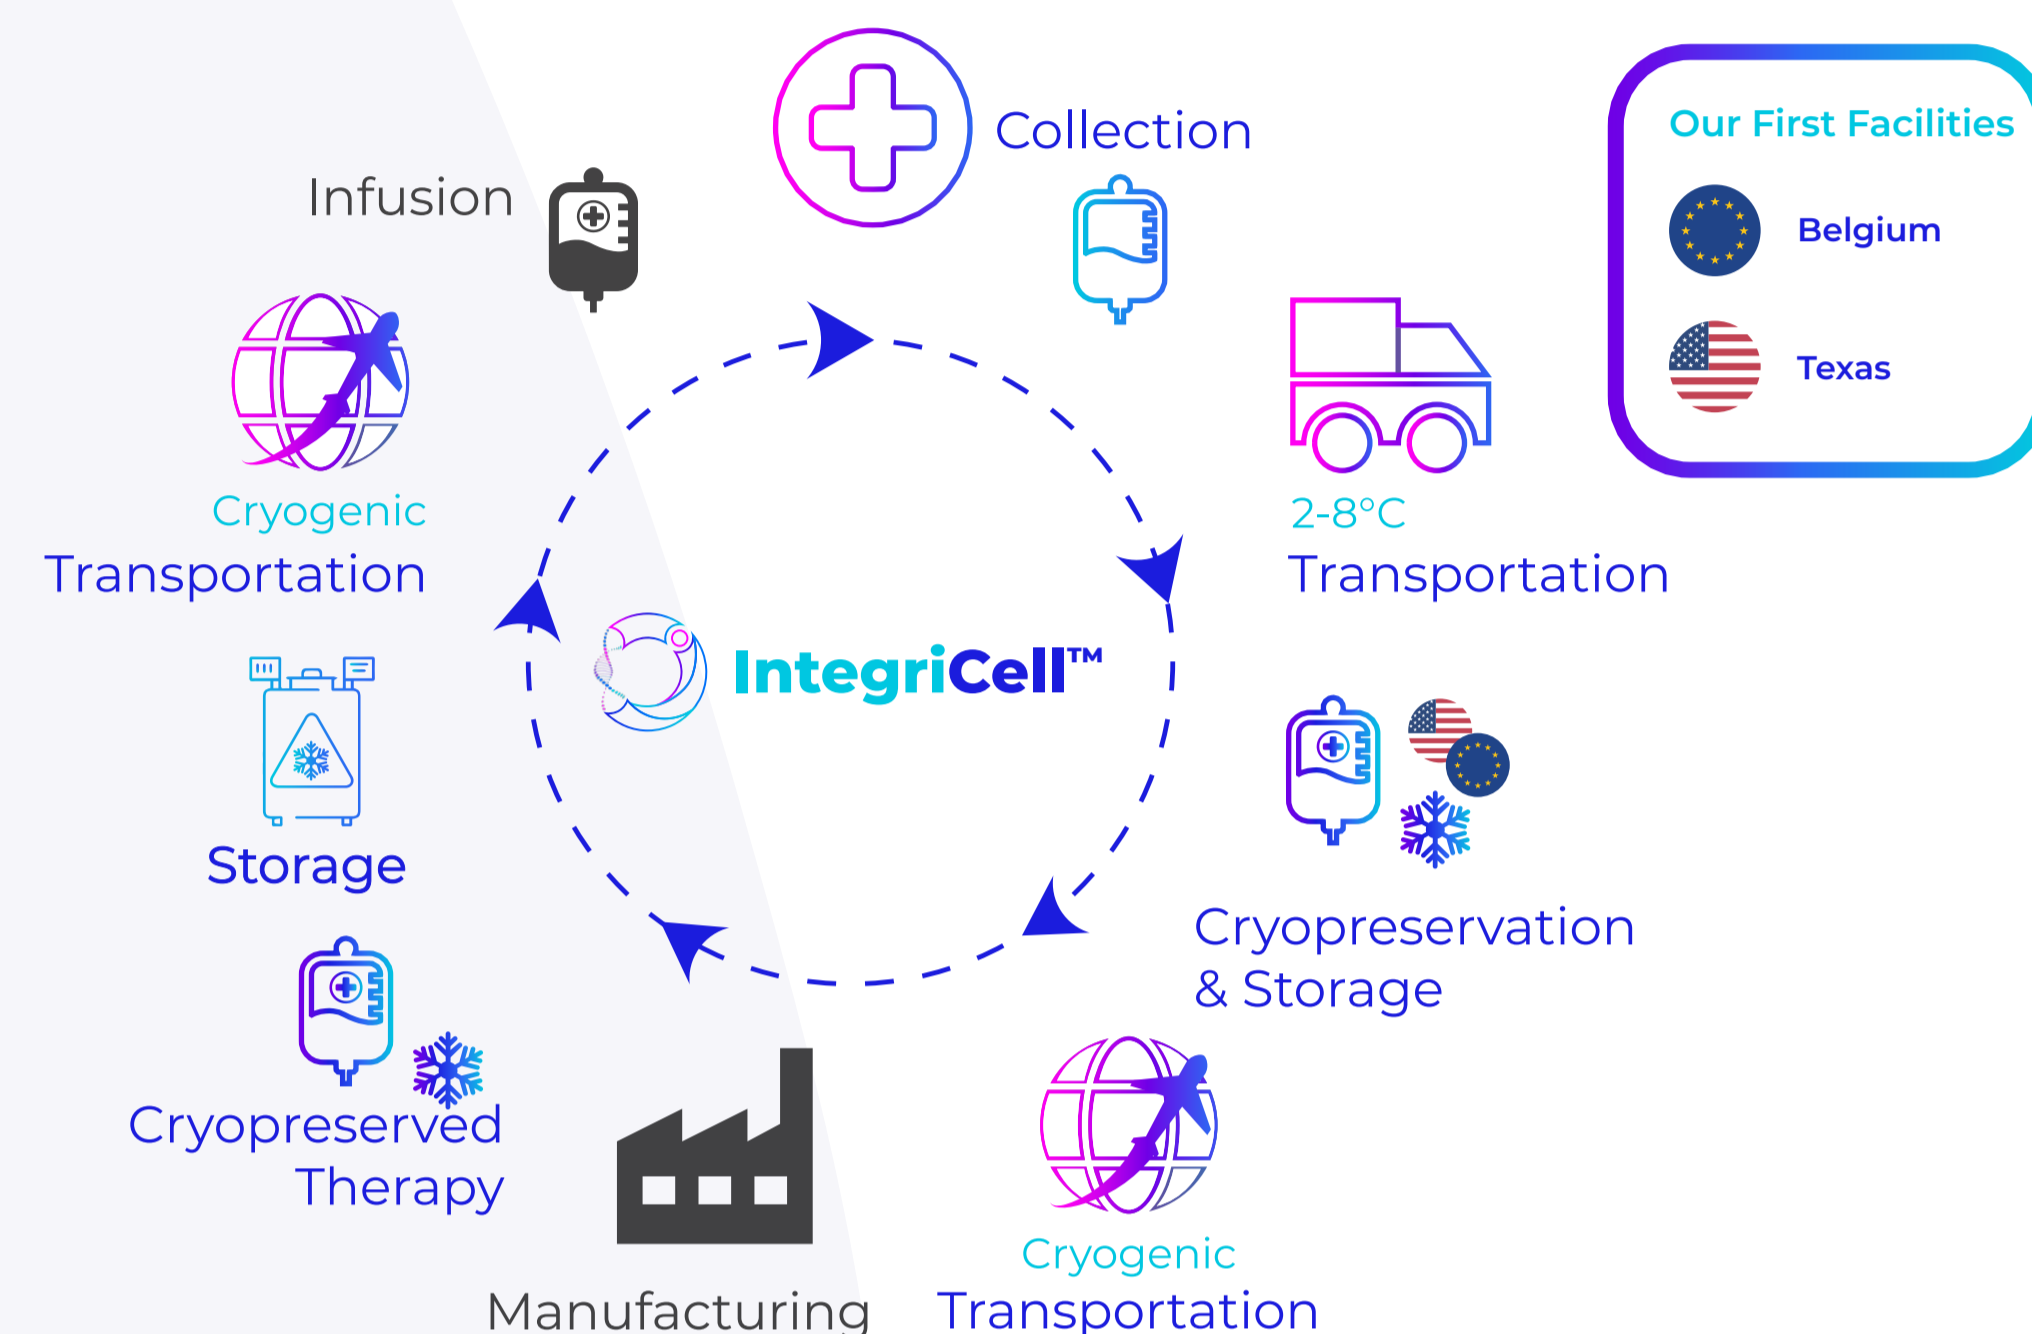 Collection
Our First Facilities
Belgium
Texas
2-8°C
Transportation
Cryopreservation
& Storage
Cryogenic
Transportation
Manufacturing
Cryopreserved
Therapy
Storage
Cryogenic
Transportation
Infusion
IntegriCell™